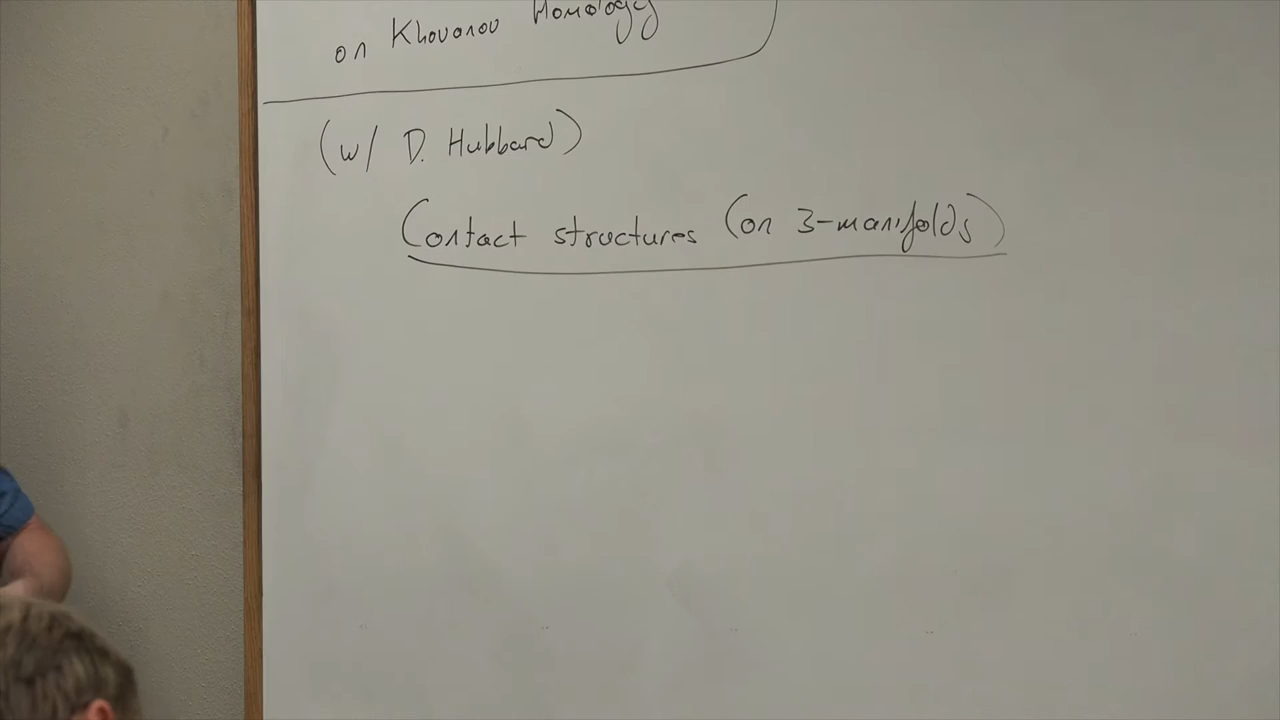 on Khovanov Homology
(w/ D. Hubbard)
Contact structures (on 3-manifolds)